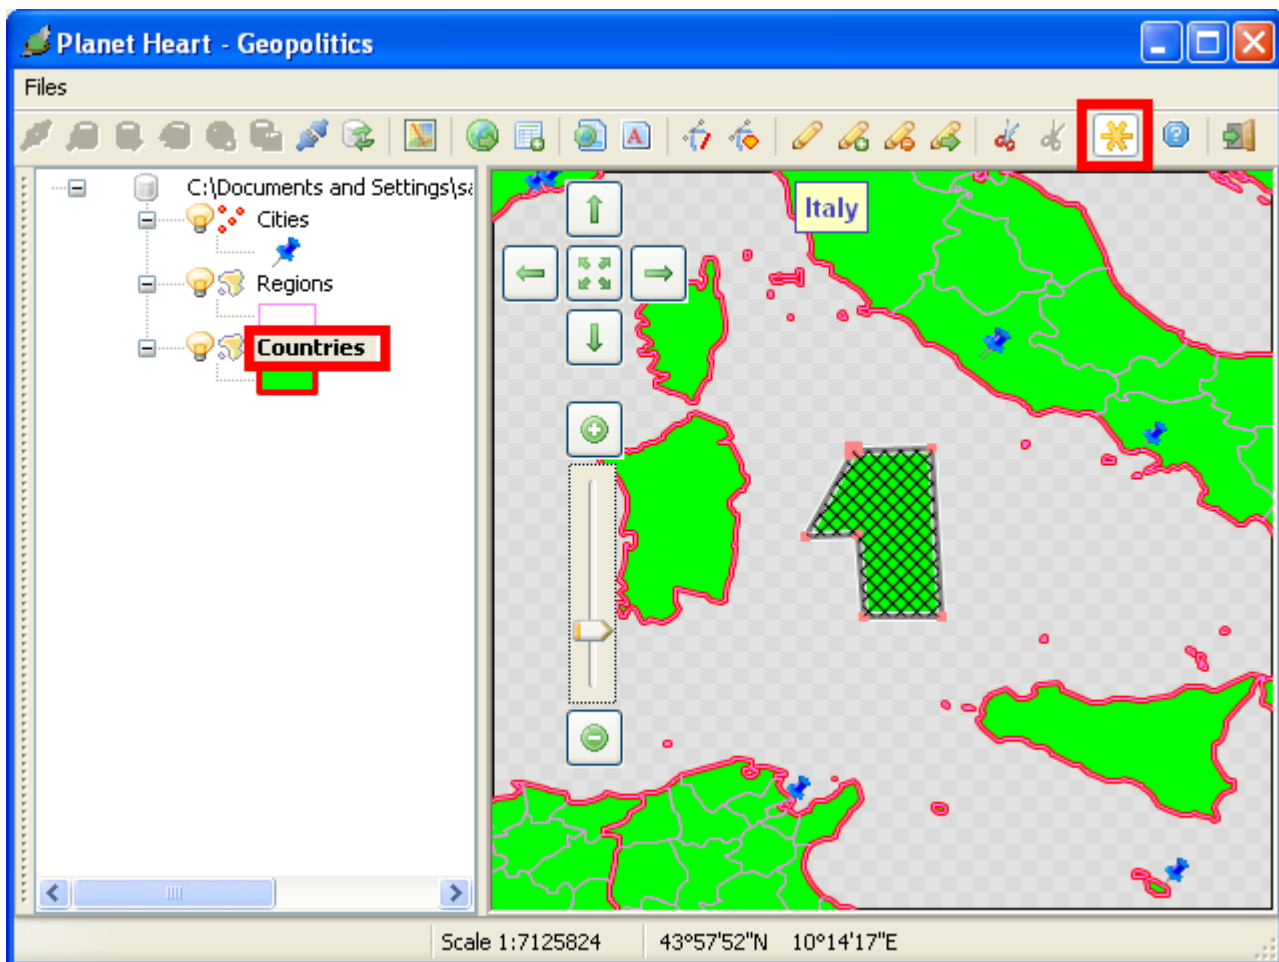 Planet Heart - Geopolitics
Files
A
?
C:\Documents and Settings\sa
Cities
Regions
Countries
Italy
Scale 1:7125824
43°57'52"N 10°14'17"E